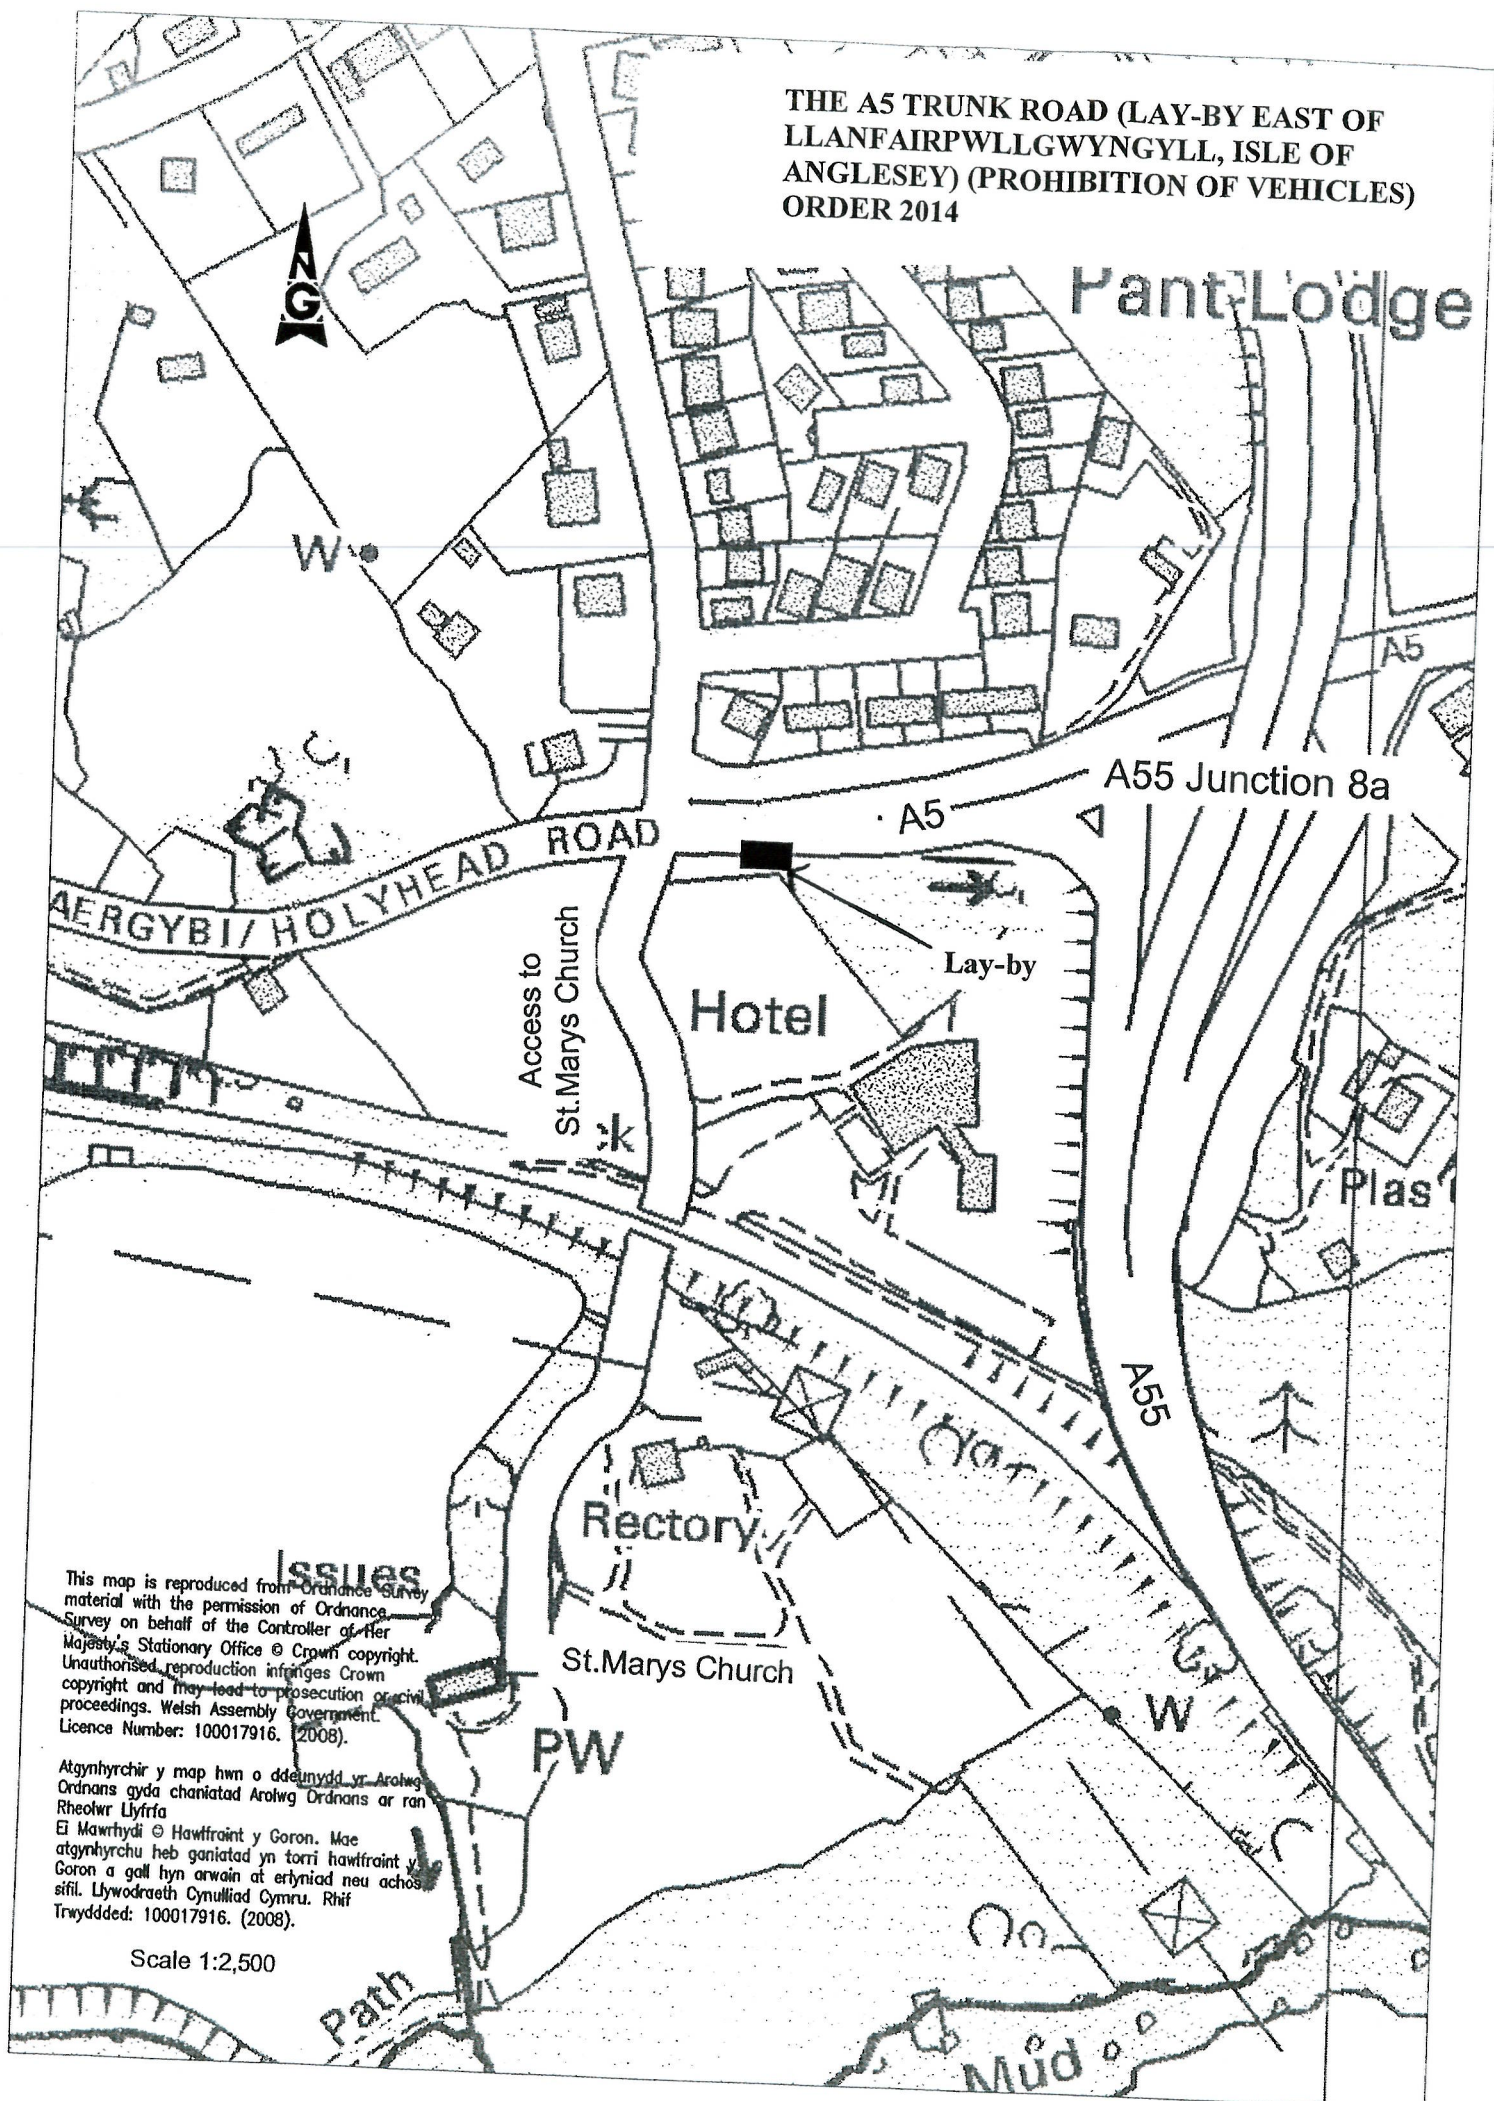 THE A5 TRUNK ROAD (LAY-BY EAST OF
LLANFAIRPWLLGWYNGYLL, ISLE OF
ANGLESEY) (PROHIBITION OF VEHICLES)
ORDER 2014
Pant Lodge
N
G
W
A5
A55 Junction 8a
A5
AERGYBI/ HOLYHEAD ROAD
Lay-by
Access to
St.Marys Church
Hotel
Plas
A55
Rectory
Issues
St.Marys Church
PW
W
This map is reproduced from Ordnance Survey
material with the permission of Ordnance
Survey on behalf of the Controller of Her
Majesty's Stationary Office © Crown copyright.
Unauthorised reproduction infringes Crown
copyright and may lead to prosecution or civil
proceedings. Welsh Assembly Government.
Licence Number: 100017916. (2008).
Atgynhyrchir y map hwn o ddeunydd yr Arolwg
Ordnans gyda chaniatad Arolwg Ordnans ar ran
Rheolwr Llyfrfa
Ei Mawrhydi © Hawlfraint y Goron. Mae
atgynhyrchu heb ganiatad yn torri hawlfraint y
Goron a gall hyn arwain at erlyniad neu achos
sifil. Llywodraeth Cynulliad Cymru. Rhif
Trwyddded: 100017916. (2008).
Scale 1:2,500
Path
Mud